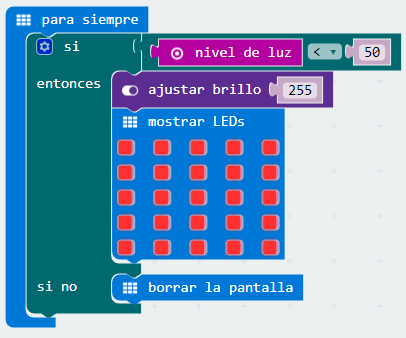 para siempre
si nivel de luz < 50
entonces ajustar brillo 255
mostrar LEDs
si no borrar la pantalla